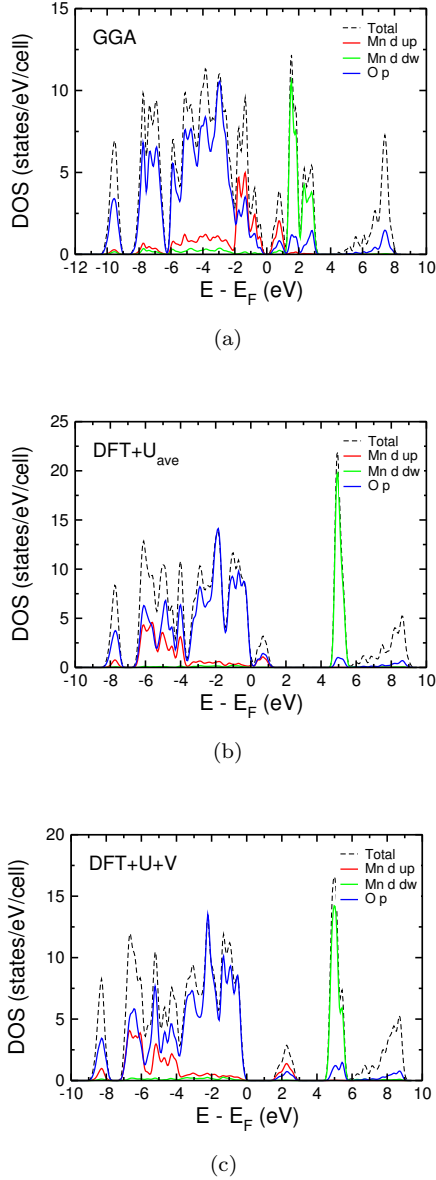 GGA
Total
Mn d up
Mn d dw
O p
DOS (states/eV/cell)
15
10
5
0
-12 -10 -8 -6 -4 -2 0 2 4 6 8 10
E - E_F (eV)
(a)
DFT+U_ave
Total
Mn d up
Mn d dw
O p
DOS (states/eV/cell)
25
20
15
10
5
0
-10 -8 -6 -4 -2 0 2 4 6 8 10
E - E_F (eV)
(b)
DFT+U+V
Total
Mn d up
Mn d dw
O p
DOS (states/eV/cell)
20
15
10
5
0
-10 -8 -6 -4 -2 0 2 4 6 8 10
E - E_F (eV)
(c)